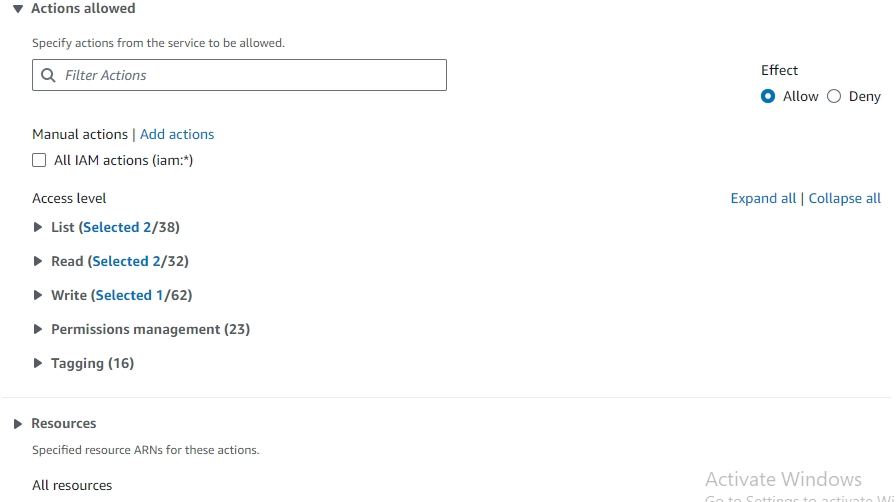 Actions allowed
Specify actions from the service to be allowed.
Filter Actions
Effect
Allow Deny
Manual actions | Add actions
All IAM actions (iam:*)
Access level
Expand all | Collapse all
List (Selected 2/38)
Read (Selected 2/32)
Write (Selected 1/62)
Permissions management (23)
Tagging (16)
Resources
Specified resource ARNs for these actions.
All resources
Activate Windows
Go to Settings to activate Wi